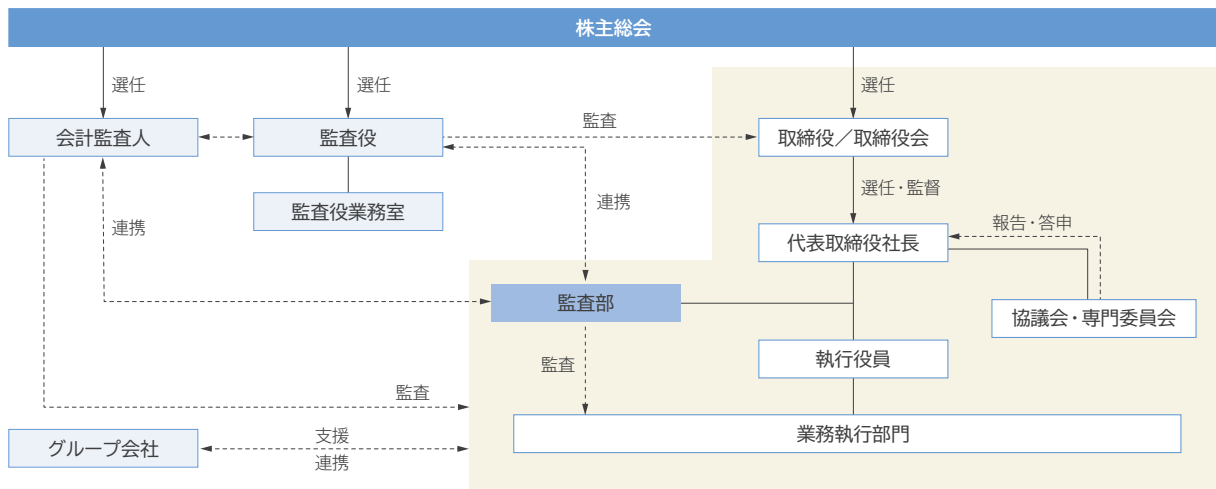 株主総会
選任
選任
選任
会計監査人
監査役
監査
取締役／取締役会
選任・監督
監査役業務室
連携
連携
代表取締役社長
報告・答申
監査部
協議会・専門委員会
執行役員
監査
監査
業務執行部門
グループ会社
支援
連携